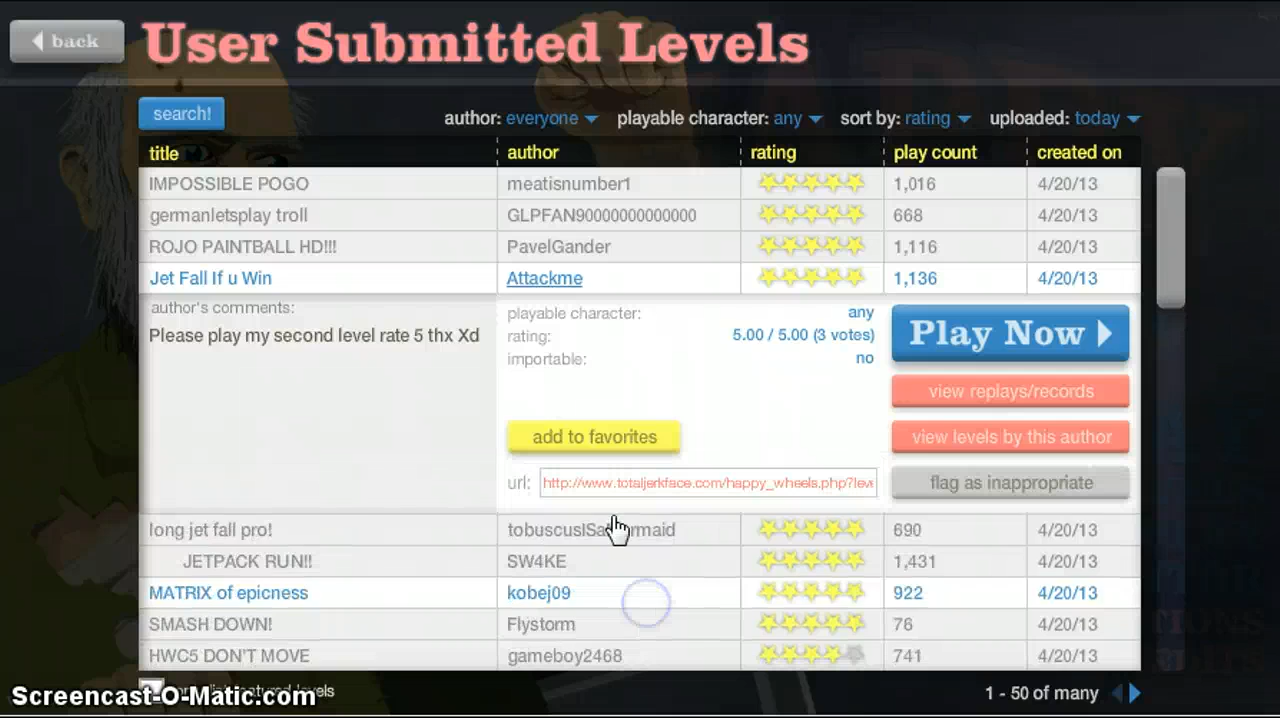 back
User Submitted Levels
search!
author: everyone playable character: any sort by: rating uploaded: today
title author rating play count created on
IMPOSSIBLE POGO meatisnumber1 1,016 4/20/13
germanletsplay troll GLPFAN90000000000000 668 4/20/13
ROJO PAINTBALL HD!!! PavelGander 1,116 4/20/13
Jet Fall If u Win Attackme 1,136 4/20/13
author's comments:
Please play my second level rate 5 thx Xd
playable character: any
rating: 5.00 / 5.00 (3 votes)
importable: no
add to favorites
url: http://www.totaljerkface.com/happy_wheels.php?leve
Play Now
view replays/records
view levels by this author
flag as inappropriate
long jet fall pro! 690 4/20/13
JETPACK RUN!! SW4KE 1,431 4/20/13
MATRIX of epicness kobej09 922 4/20/13
SMASH DOWN! Flystorm 76 4/20/13
HWC5 DON'T MOVE gameboy2468 741 4/20/13
levels
1 - 50 of many
Screencast-O-Matic.com